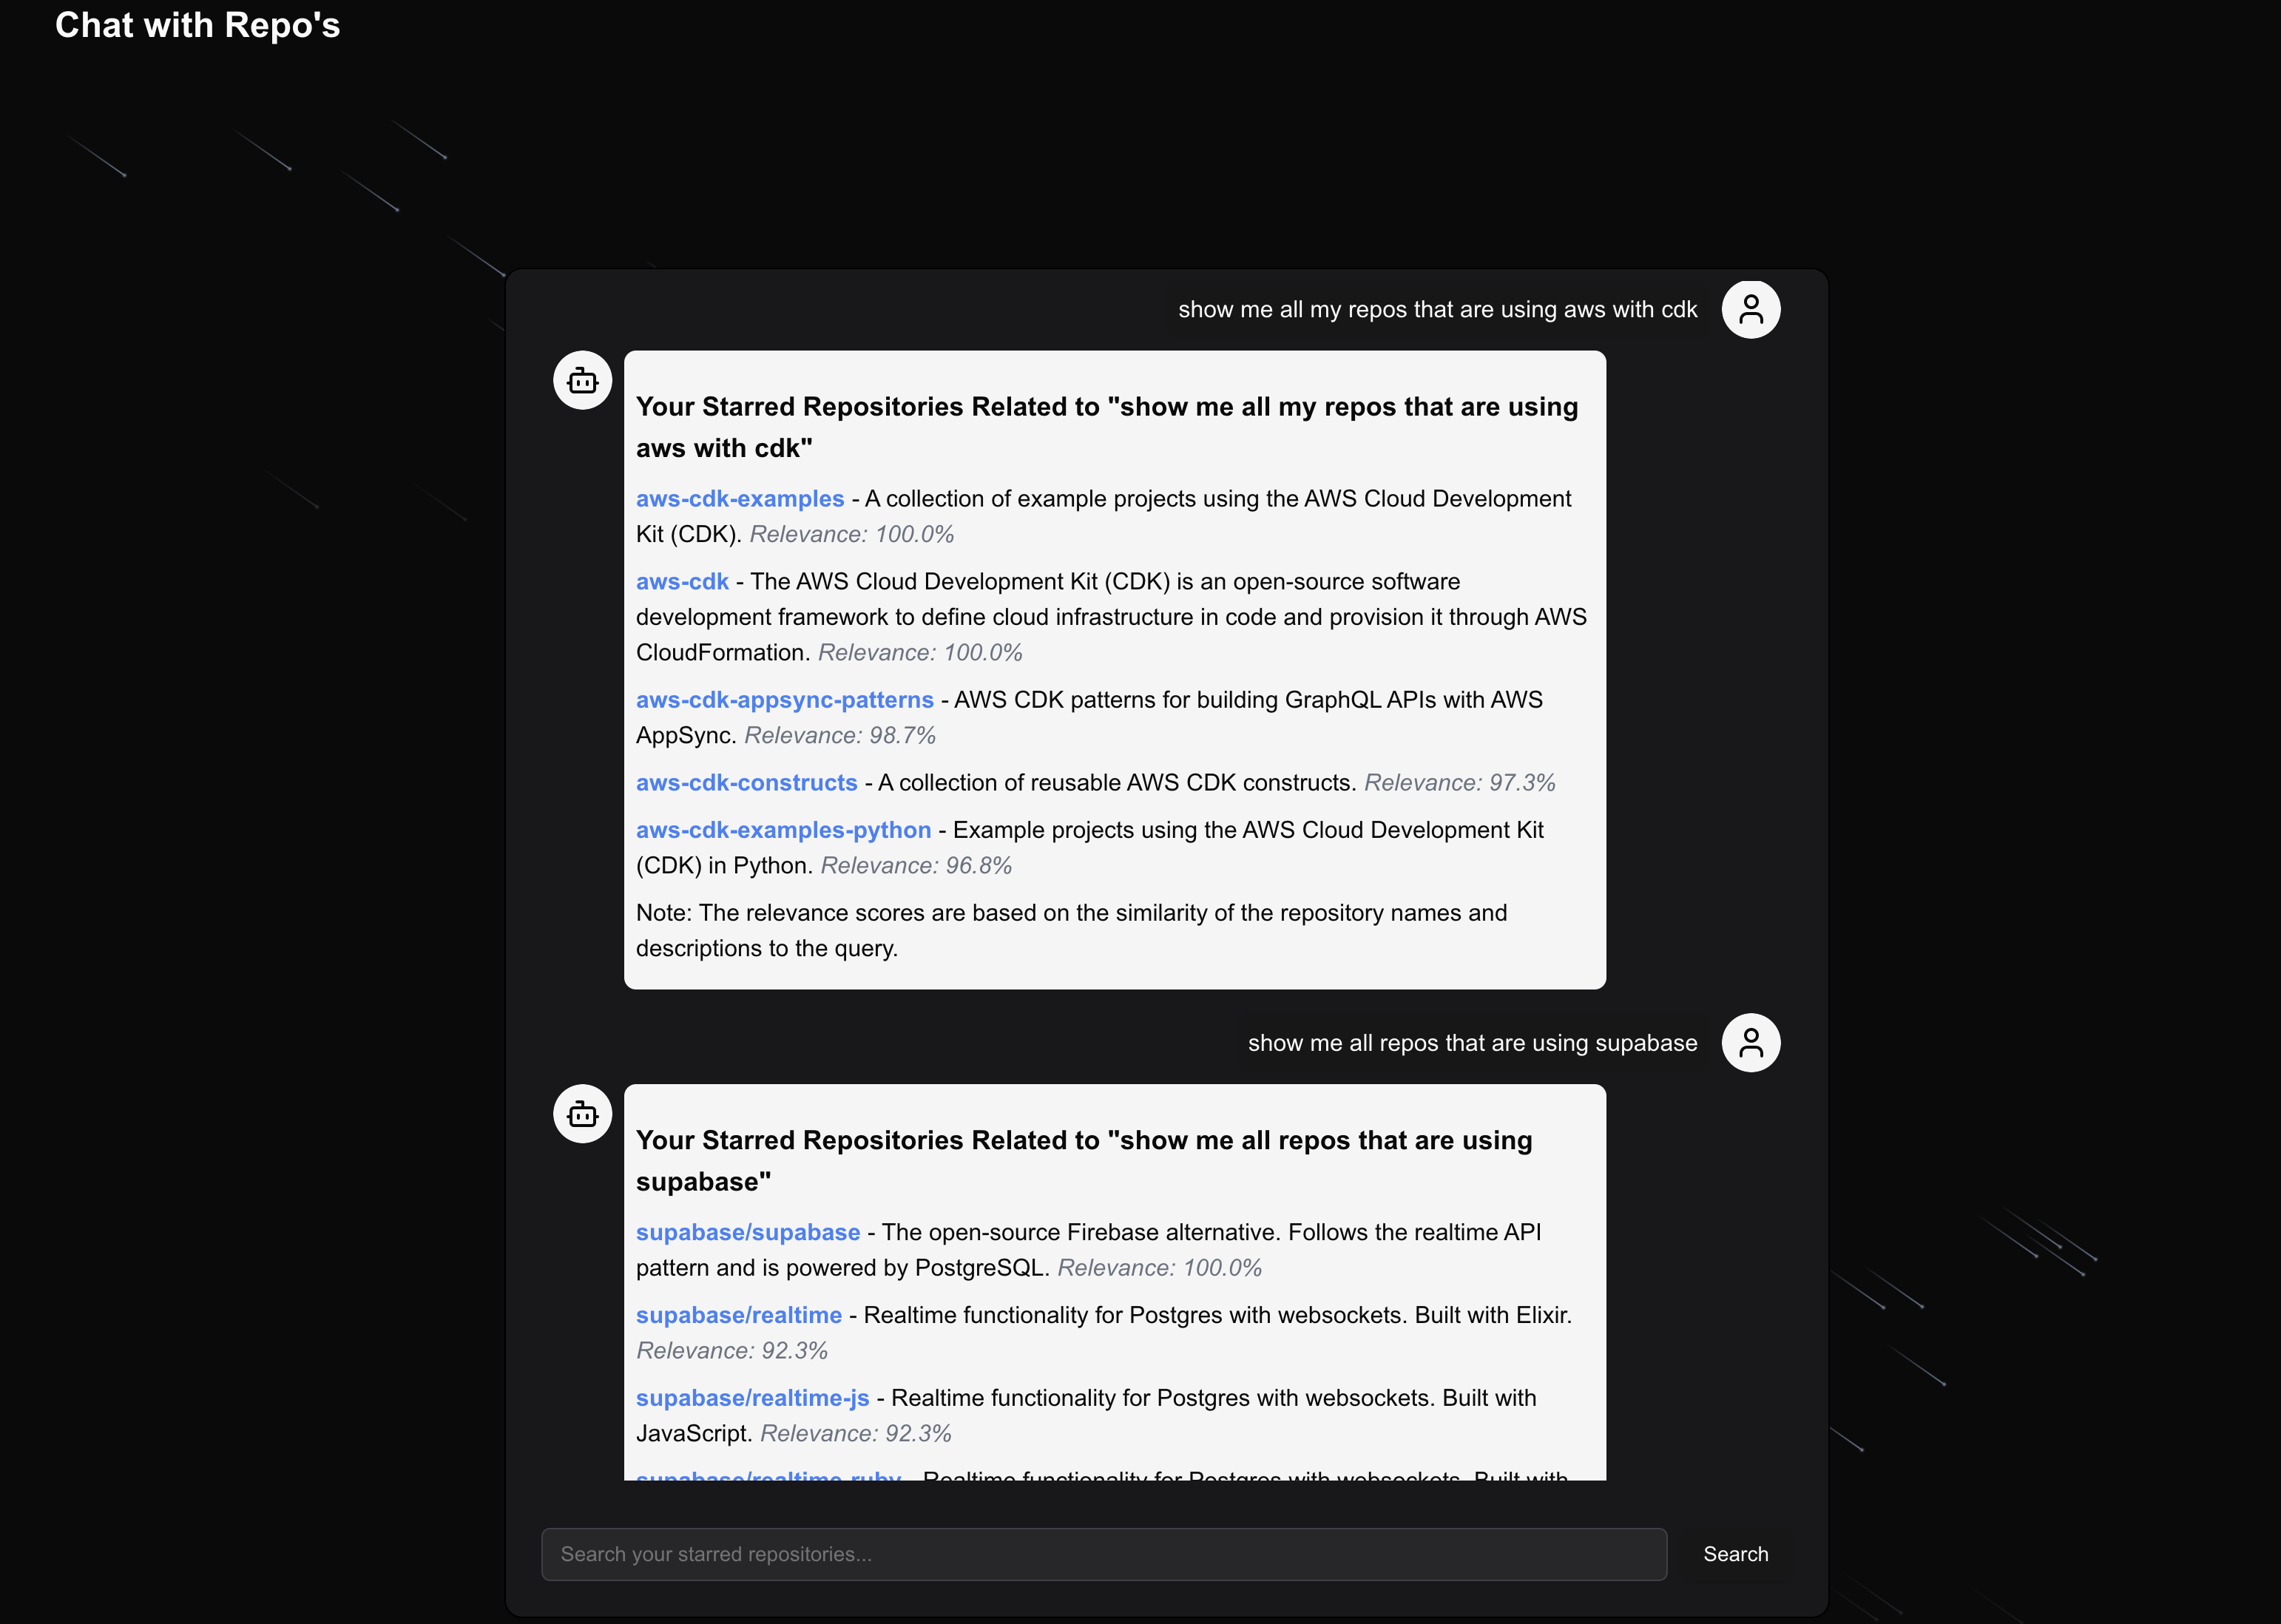 Chat with Repo's
show me all my repos that are using aws with cdk
Your Starred Repositories Related to "show me all my repos that are using
aws with cdk"
aws-cdk-examples - A collection of example projects using the AWS Cloud Development
Kit (CDK). Relevance: 100.0%
aws-cdk - The AWS Cloud Development Kit (CDK) is an open-source software
development framework to define cloud infrastructure in code and provision it through AWS
CloudFormation. Relevance: 100.0%
aws-cdk-appsync-patterns - AWS CDK patterns for building GraphQL APIs with AWS
AppSync. Relevance: 98.7%
aws-cdk-constructs - A collection of reusable AWS CDK constructs. Relevance: 97.3%
aws-cdk-examples-python - Example projects using the AWS Cloud Development Kit
(CDK) in Python. Relevance: 96.8%
Note: The relevance scores are based on the similarity of the repository names and
descriptions to the query.
show me all repos that are using supabase
Your Starred Repositories Related to "show me all repos that are using
supabase"
supabase/supabase - The open-source Firebase alternative. Follows the realtime API
pattern and is powered by PostgreSQL. Relevance: 100.0%
supabase/realtime - Realtime functionality for Postgres with websockets. Built with Elixir.
Relevance: 92.3%
supabase/realtime-js - Realtime functionality for Postgres with websockets. Built with
JavaScript. Relevance: 92.3%
supabase/realtime-ruby - Realtime functionality for Postgres with websockets. Built with
Search your starred repositories...
Search